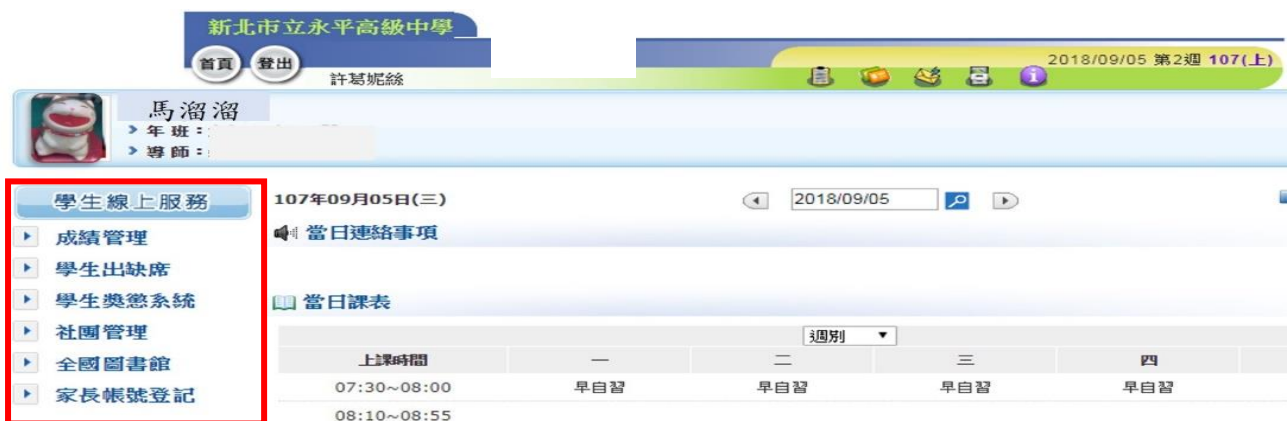 新北市立永平高級中學
首頁 登出
許葛妮絲
2018/09/05 第2週 107(上)
馬溜溜
年 班：
導 師：
學生線上服務
成績管理
學生出缺席
學生獎懲系統
社團管理
全國圖書館
家長帳號登記
107年09月05日(三)
2018/09/05
當日連絡事項
當日課表
週別
上課時間 一 二 三 四
07:30~08:00 早自習 早自習 早自習 早自習
08:10~08:55